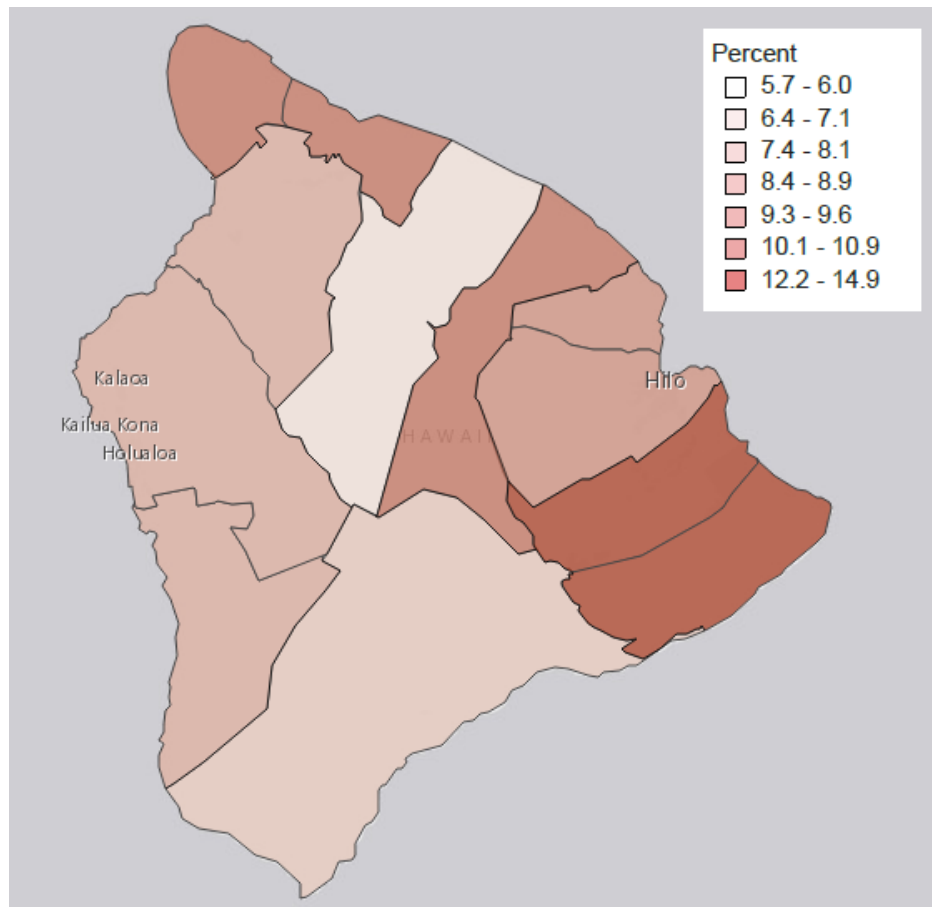 Percent
5.7 - 6.0
6.4 - 7.1
7.4 - 8.1
8.4 - 8.9
9.3 - 9.6
10.1 - 10.9
12.2 - 14.9
Kalaoa
Hilo
Kailua Kona
HAWAI
Holualoa